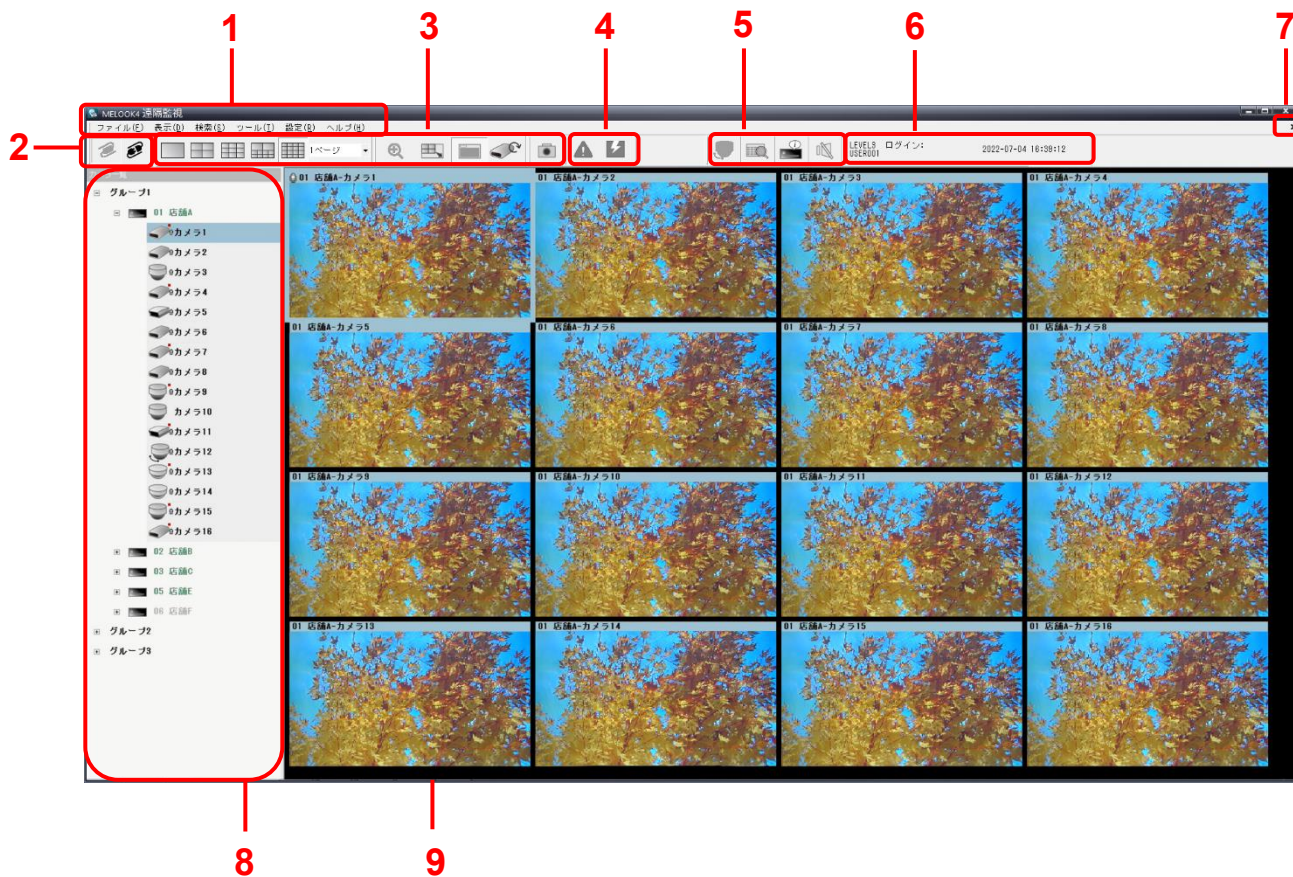 1 3 4 5 6 7
MELOOK4 遠隔監視
ファイル(F) 表示(D) 検索(S) ツール(T) 設定(R) ヘルプ(H)
2
1ページ
LEVEL3 ログイン: 2022-07-04 16:39:12
USER001
グループ1
01 店舗A
カメラ1
カメラ2
カメラ3
カメラ4
カメラ5
カメラ6
カメラ7
カメラ8
カメラ9
カメラ10
カメラ11
カメラ12
カメラ13
カメラ14
カメラ15
カメラ16
02 店舗B
03 店舗C
05 店舗E
06 店舗F
グループ2
グループ3
01 店舗A-カメラ1 01 店舗A-カメラ2 01 店舗A-カメラ3 01 店舗A-カメラ4
01 店舗A-カメラ5 01 店舗A-カメラ6 01 店舗A-カメラ7 01 店舗A-カメラ8
01 店舗A-カメラ9 01 店舗A-カメラ10 01 店舗A-カメラ11 01 店舗A-カメラ12
01 店舗A-カメラ13 01 店舗A-カメラ14 01 店舗A-カメラ15 01 店舗A-カメラ16
8 9